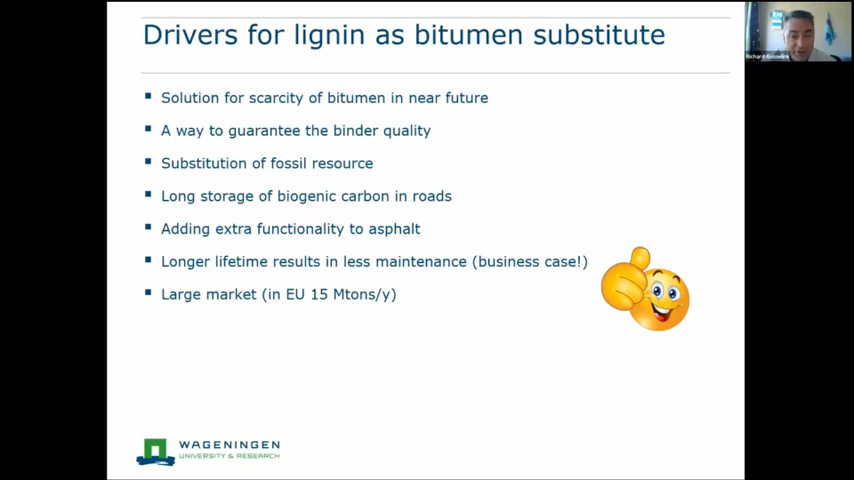 Drivers for lignin as bitumen substitute
Richard Gosselink
Solution for scarcity of bitumen in near future
A way to guarantee the binder quality
Substitution of fossil resource
Long storage of biogenic carbon in roads
Adding extra functionality to asphalt
Longer lifetime results in less maintenance (business case!)
Large market (in EU 15 Mtons/y)
WAGENINGEN
UNIVERSITY & RESEARCH